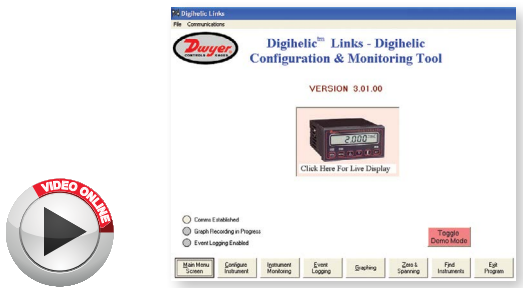 Digihelic Links
File Communications
Dwyer
CONTROLS & GAGES
Digihelic™ Links - Digihelic
Configuration & Monitoring Tool
VERSION 3.01.00
2.000
Click Here For Live Display
VIDEO ONLINE
Comms Established
Graph Recording in Progress
Event Logging Enabled
Toggle
Demo Mode
Main Menu
Screen
Configure
Instrument
Instrument
Monitoring
Event
Logging
Graphing
Zero &
Spanning
Find
Instruments
Exit
Program